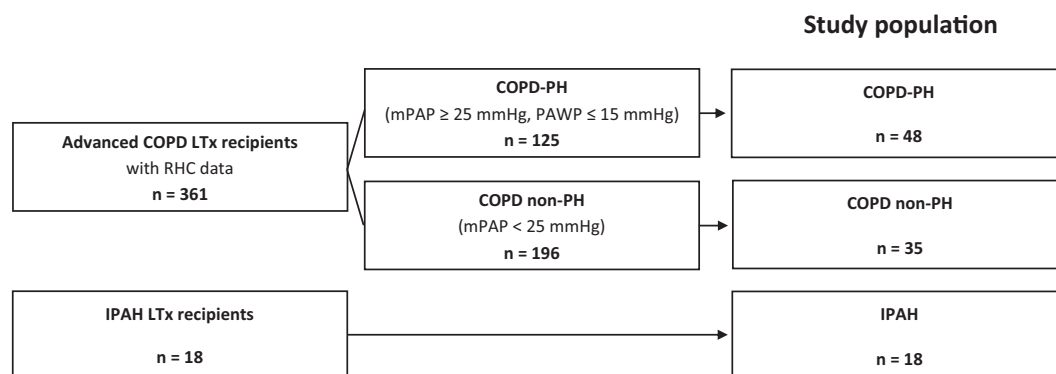 Study population
COPD-PH
(mPAP ≥ 25 mmHg, PAWP ≤ 15 mmHg)
n = 125
COPD-PH
n = 48
Advanced COPD LTx recipients
with RHC data
n = 361
COPD non-PH
(mPAP < 25 mmHg)
n = 196
COPD non-PH
n = 35
IPAH LTx recipients
n = 18
IPAH
n = 18